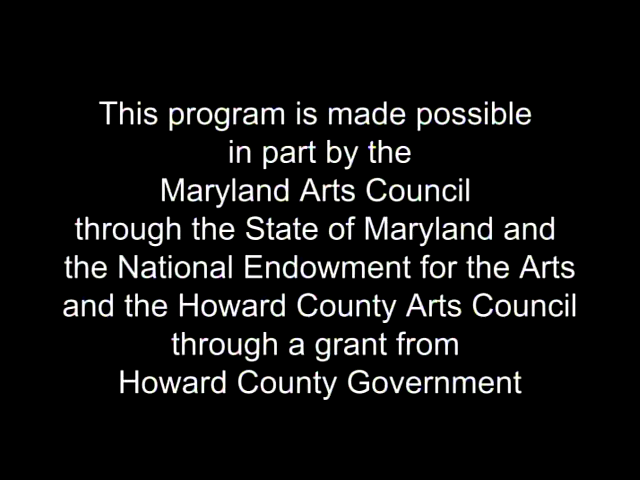 This program is made possible
in part by the
Maryland Arts Council
through the State of Maryland and
the National Endowment for the Arts
and the Howard County Arts Council
through a grant from
Howard County Government